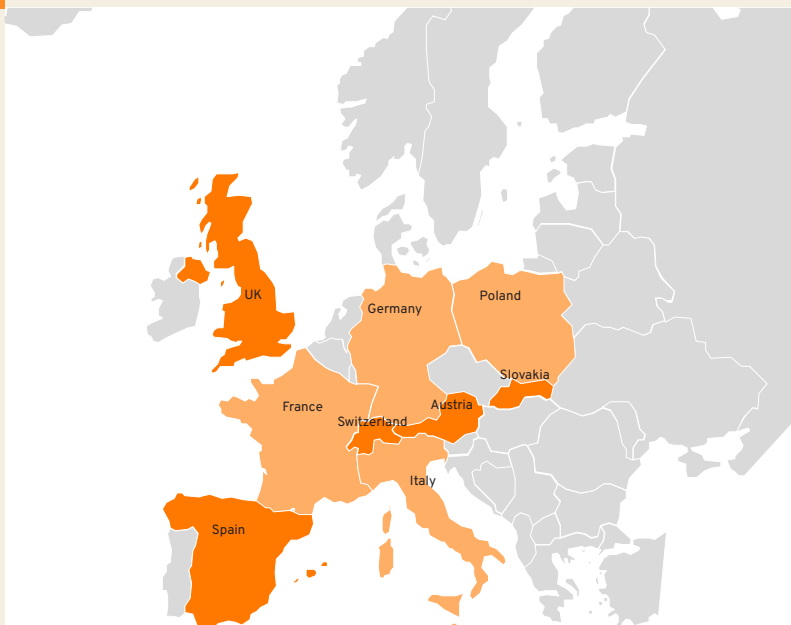 UK
Germany
Poland
Slovakia
Austria
France
Switzerland
Italy
Spain